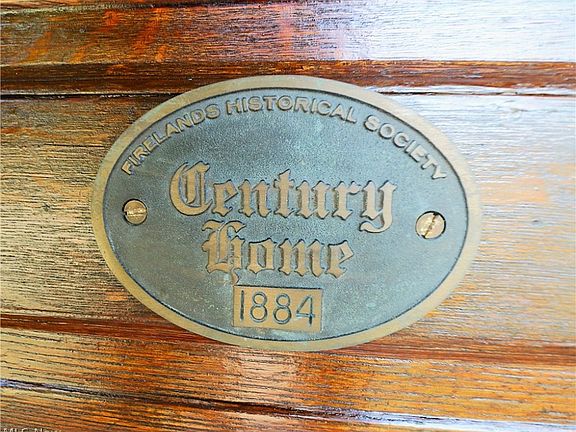 FIRELANDS HISTORICAL SOCIETY
Century
Home
1884